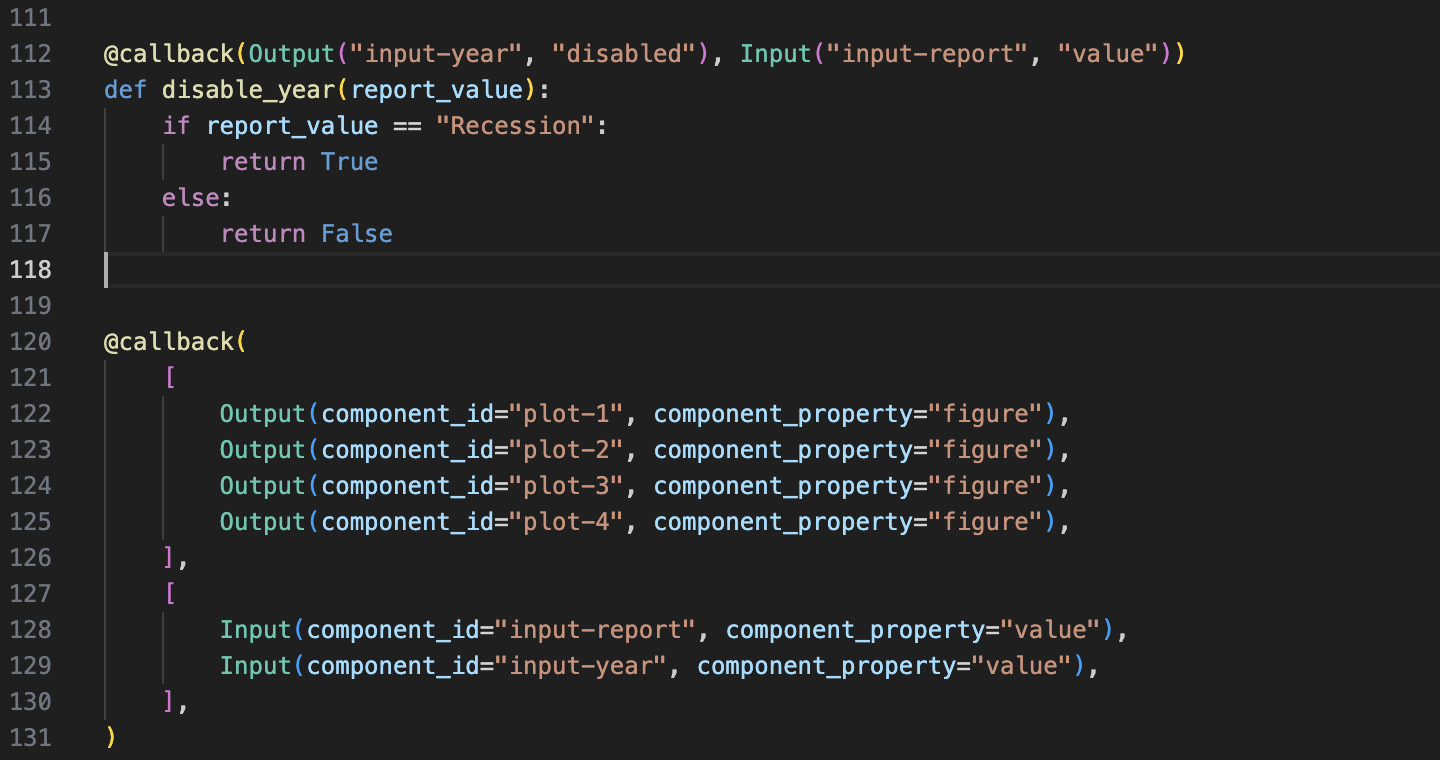 111
112 @callback(Output("input-year", "disabled"), Input("input-report", "value"))
113 def disable_year(report_value):
114     if report_value == "Recession":
115         return True
116     else:
117         return False
118
119
120 @callback(
121     [
122         Output(component_id="plot-1", component_property="figure"),
123         Output(component_id="plot-2", component_property="figure"),
124         Output(component_id="plot-3", component_property="figure"),
125         Output(component_id="plot-4", component_property="figure"),
126     ],
127     [
128         Input(component_id="input-report", component_property="value"),
129         Input(component_id="input-year", component_property="value"),
130     ],
131 )